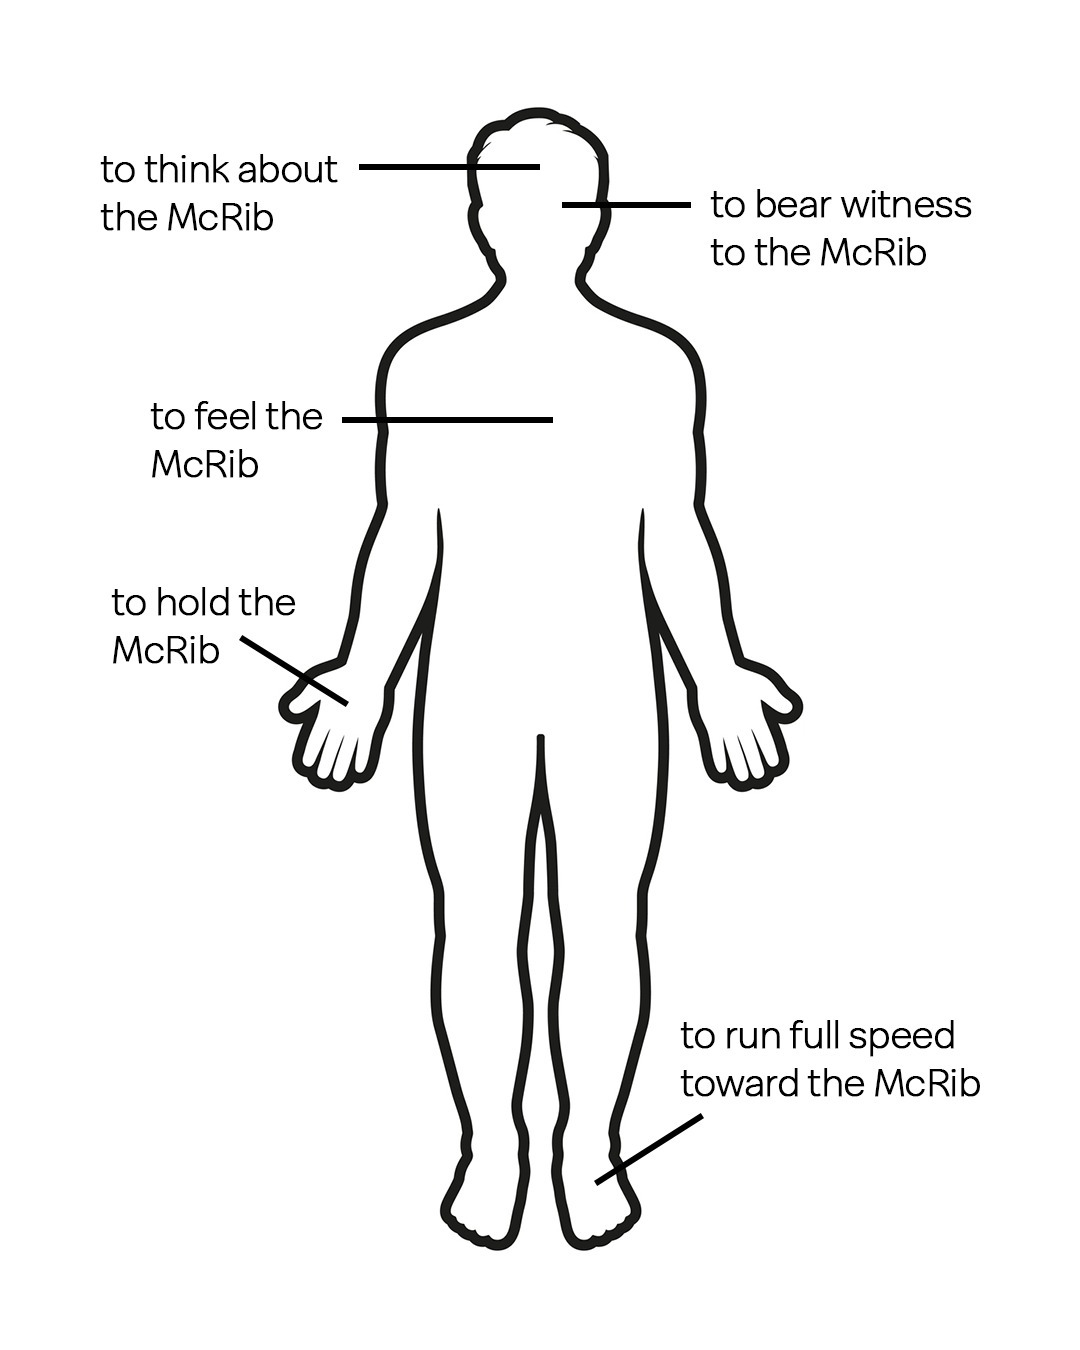 to think about
the McRib
to bear witness
to the McRib
to feel the
McRib
to hold the
McRib
to run full speed
toward the McRib